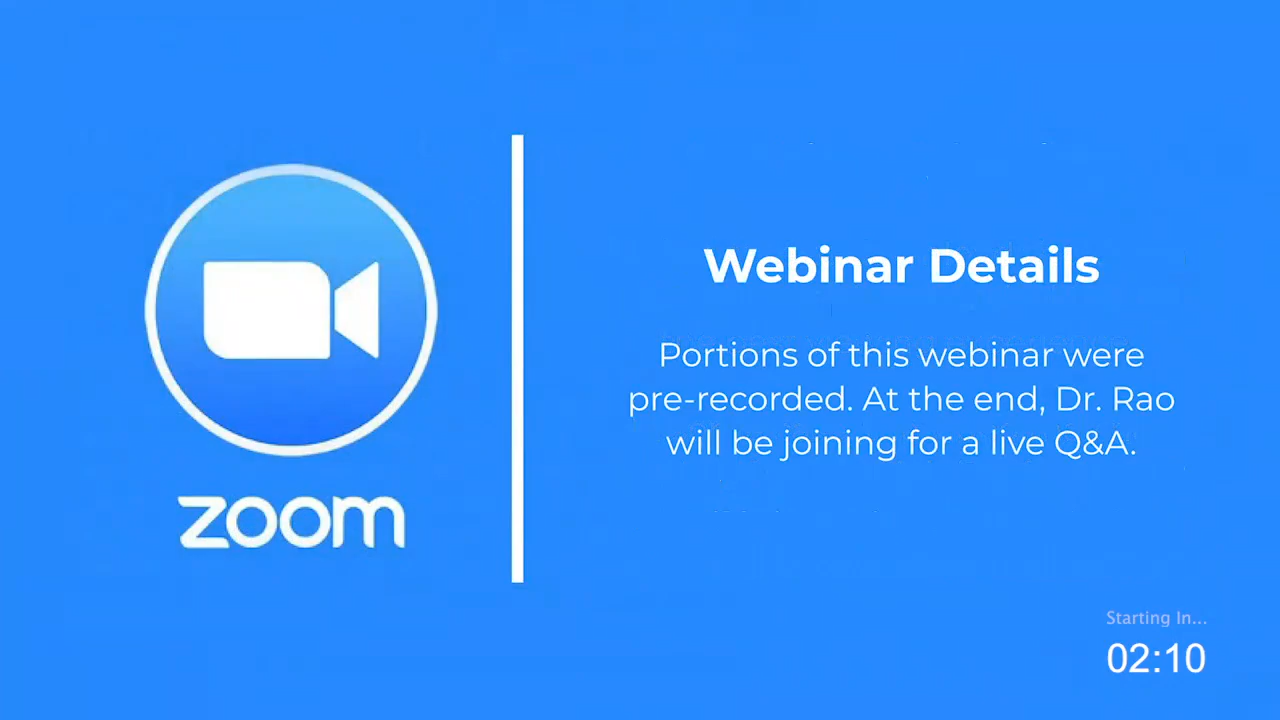 zoom
Webinar Details
Portions of this webinar were
pre-recorded. At the end, Dr. Rao
will be joining for a live Q&A.
Starting In...
02:10